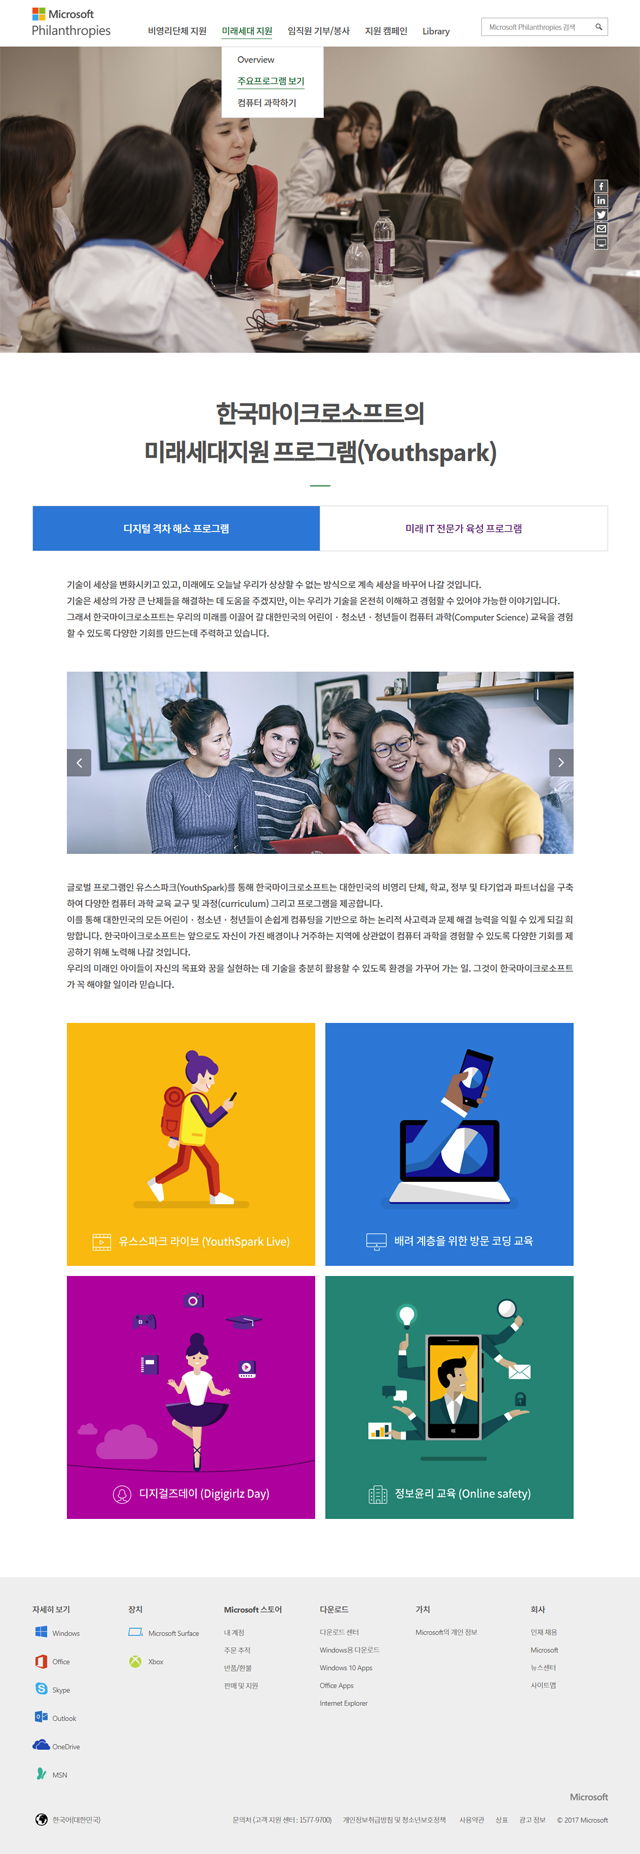 Microsoft
Philanthropies
비영리단체 지원
미래세대 지원
임직원 기부/봉사
지원 캠페인
Library
Microsoft Philanthropies 검색
Overview
주요프로그램 보기
컴퓨터 과학하기
한국마이크로소프트의
미래세대지원 프로그램(Youthspark)
디지털 격차 해소 프로그램
미래 IT 전문가 육성 프로그램
기술이 세상을 변화시키고 있고, 미래에도 오늘날 우리가 상상할 수 없는 방식으로 계속 세상을 바꾸어 나갈 것입니다.
기술은 세상의 가장 큰 난제들을 해결하는 데 도움을 주겠지만, 이는 우리가 기술을 온전히 이해하고 경험할 수 있어야 가능한 이야기입니다.
그래서 한국마이크로소프트는 우리의 미래를 이끌어 갈 대한민국의 어린이 · 청소년 · 청년들이 컴퓨터 과학(Computer Science) 교육을 경험
할 수 있도록 다양한 기회를 만드는데 주력하고 있습니다.
글로벌 프로그램인 유스스파크(YouthSpark)를 통해 한국마이크로소프트는 대한민국의 비영리 단체, 학교, 정부 및 타기업과 파트너십을 구축
하여 다양한 컴퓨터 과학 교육 교구 및 과정(curriculum) 그리고 프로그램을 제공합니다.
이를 통해 대한민국의 모든 어린이 · 청소년 · 청년들이 손쉽게 컴퓨팅을 기반으로 하는 논리적 사고력과 문제 해결 능력을 익힐 수 있게 되길 희
망합니다. 한국마이크로소프트는 앞으로도 자신이 가진 배경이나 거주하는 지역에 상관없이 컴퓨터 과학을 경험할 수 있도록 다양한 기회를 제
공하기 위해 노력해 나갈 것입니다.
우리의 미래인 아이들이 자신의 목표와 꿈을 실현하는 데 기술을 충분히 활용할 수 있도록 환경을 가꾸어 가는 일. 그것이 한국마이크로소프트
가 꼭 해야할 일이라 믿습니다.
유스스파크 라이브 (YouthSpark Live)
배려 계층을 위한 방문 코딩 교육
디지걸즈데이 (Digigirlz Day)
정보윤리 교육 (Online safety)
자세히 보기
Windows
Office
Skype
Outlook
OneDrive
MSN
장치
Microsoft Surface
Xbox
Microsoft 스토어
내 계정
주문 추적
반품/환불
판매 및 지원
다운로드
다운로드 센터
Windows용 다운로드
Windows 10 Apps
Office Apps
Internet Explorer
가치
Microsoft의 개인 정보
회사
인재 채용
Microsoft
뉴스센터
사이트맵
Microsoft
한국어(대한민국)
문의처 (고객 지원 센터 : 1577-9700)
개인정보취급방침 및 청소년보호정책
사용약관
상표
광고 정보
© 2017 Microsoft